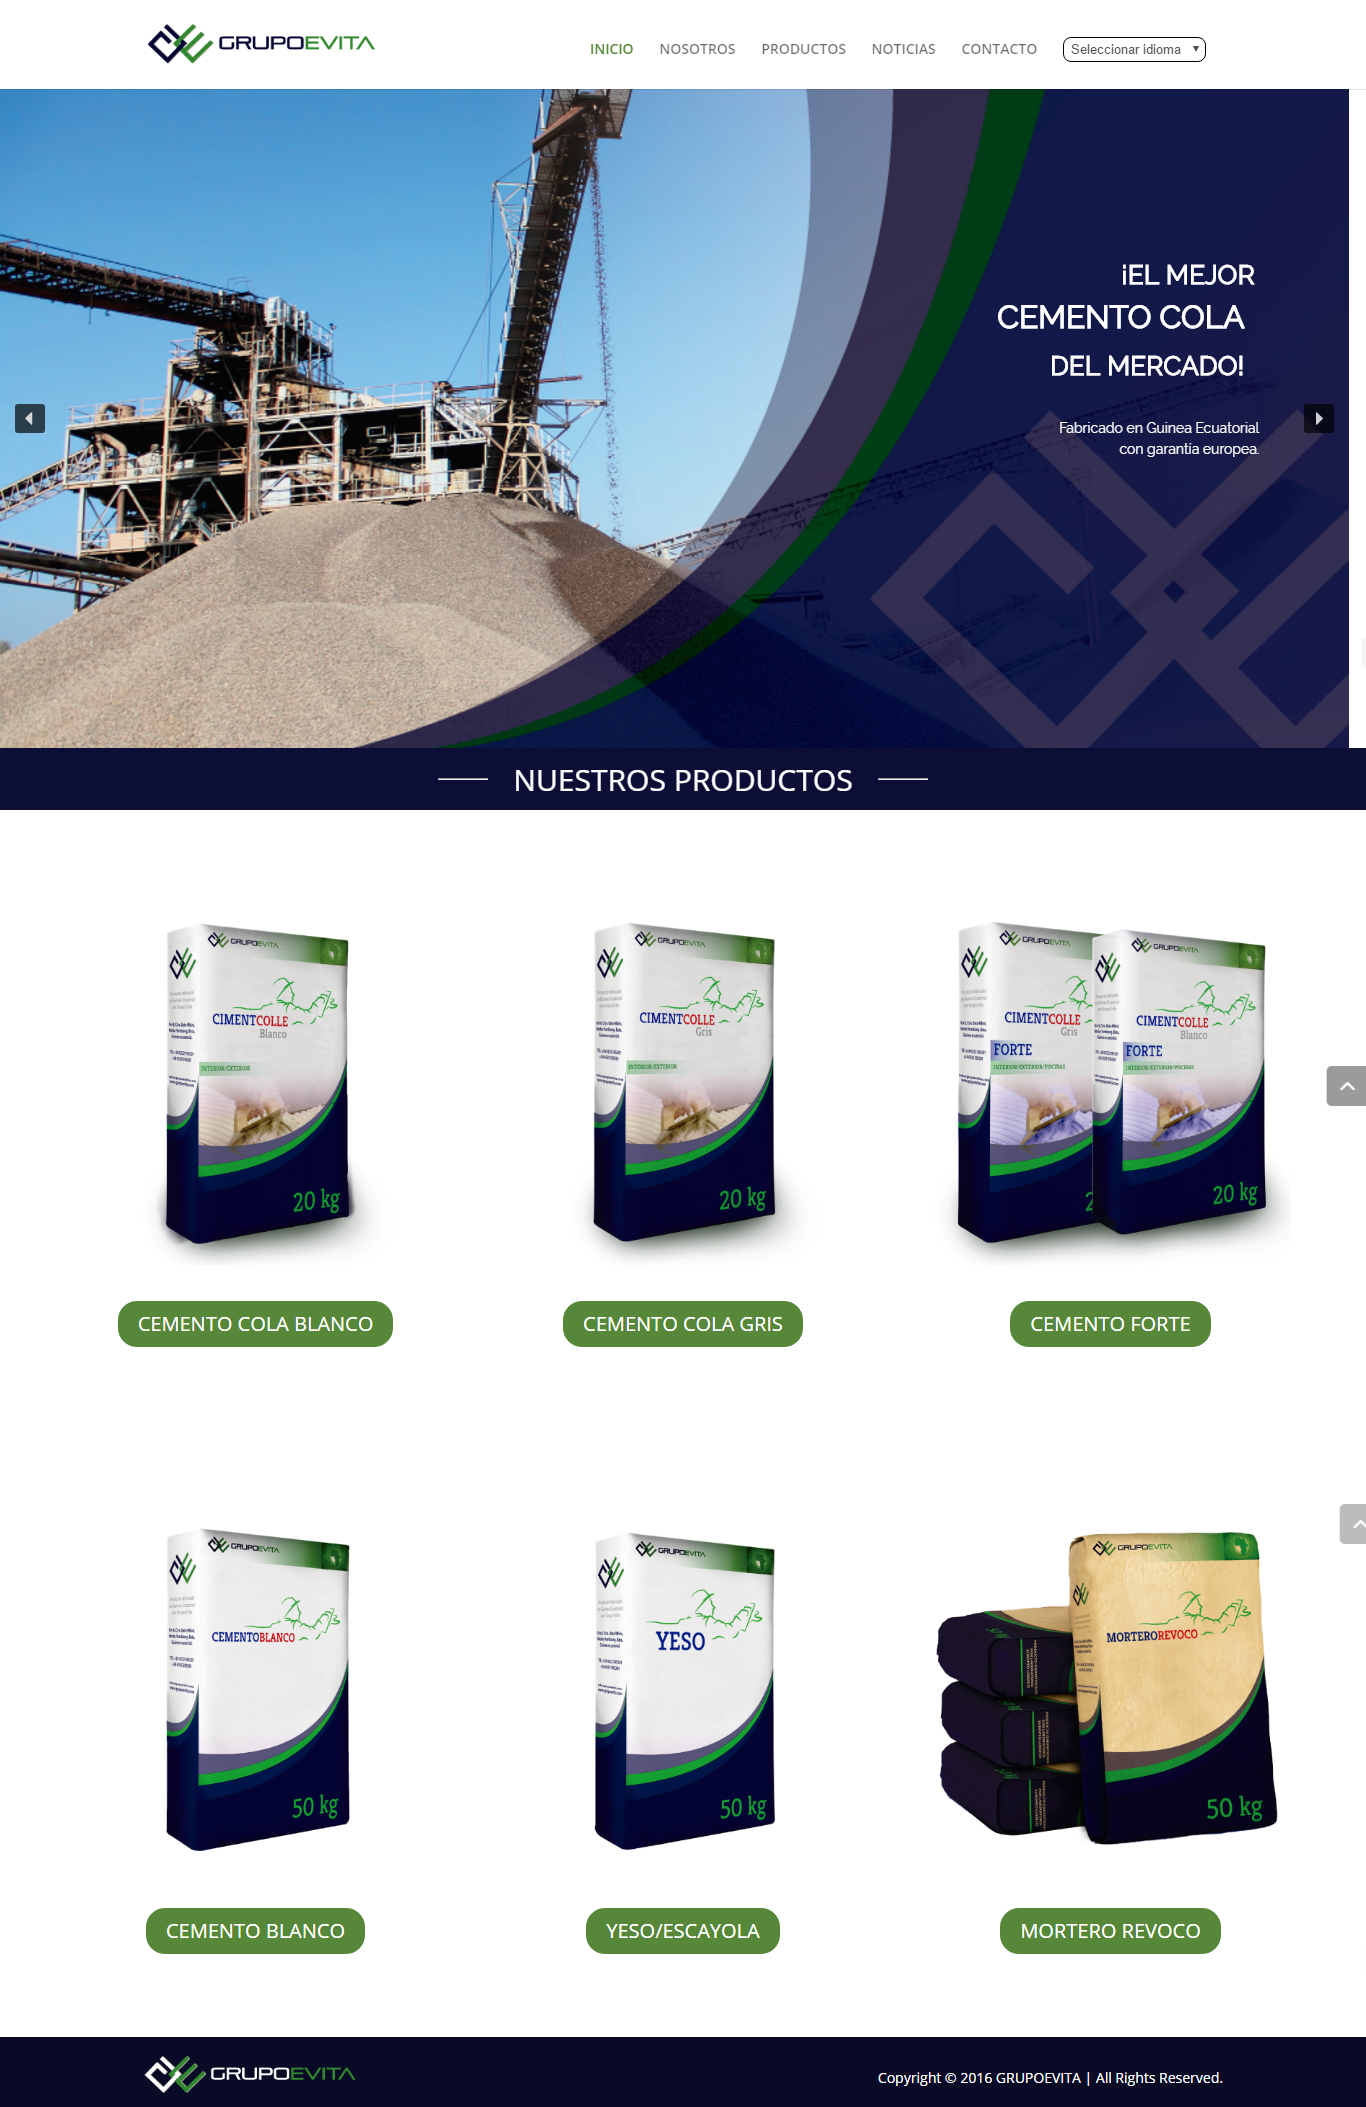 GRUPOEVITA
INICIO NOSOTROS PRODUCTOS NOTICIAS CONTACTO Seleccionar idioma
¡EL MEJOR
CEMENTO COLA
DEL MERCADO!
Fabricado en Guinea Ecuatorial
con garantía europea.
NUESTROS PRODUCTOS
GRUPOEVITA
CIMENTCOLLE
Blanco
INTERIOR/EXTERIOR
20 kg
GRUPOEVITA
CIMENTCOLLE
Gris
INTERIOR/EXTERIOR
20 kg
GRUPOEVITA
CIMENTCOLLE
Gris
FORTE
INTERIOR/EXTERIOR/PISCINAS
GRUPOEVITA
CIMENTCOLLE
Blanco
FORTE
INTERIOR/EXTERIOR/PISCINAS
20 kg
CEMENTO COLA BLANCO
CEMENTO COLA GRIS
CEMENTO FORTE
GRUPOEVITA
CEMENTOBLANCO
50 kg
GRUPOEVITA
YESO
50 kg
GRUPOEVITA
MORTEROREVOCO
50 kg
CEMENTO BLANCO
YESO/ESCAYOLA
MORTERO REVOCO
GRUPOEVITA
Copyright © 2016 GRUPOEVITA | All Rights Reserved.